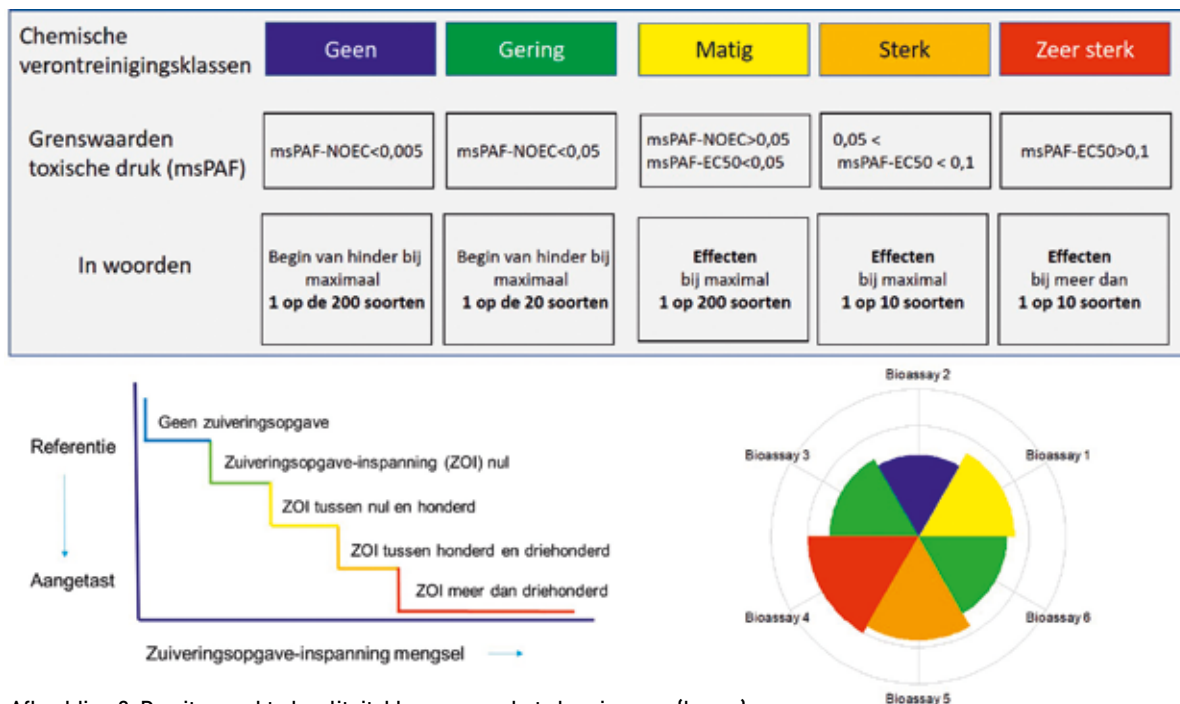 Chemische
verontreinigingsklassen
Geen
Gering
Matig
Sterk
Zeer sterk
Grenswaarden
toxische druk (msPAF)
msPAF-NOEC<0,005
msPAF-NOEC<0,05
msPAF-NOEC>0,05
msPAF-EC50<0,05
0,05 <
msPAF-EC50 < 0,1
msPAF-EC50>0,1
In woorden
Begin van hinder bij
maximaal
1 op de 200 soorten
Begin van hinder bij
maximaal
1 op de 20 soorten
Effecten
bij maximal
1 op 200 soorten
Effecten
bij maximal
1 op 10 soorten
Effecten
bij meer dan
1 op 10 soorten
Referentie
Aangetast
Geen zuiveringsopgave
Zuiveringsopgave-inspanning (ZOI) nul
ZOI tussen nul en honderd
ZOI tussen honderd en driehonderd
ZOI meer dan driehonderd
Zuiveringsopgave-inspanning mengsel
Bioassay 2
Bioassay 3
Bioassay 1
Bioassay 4
Bioassay 6
Bioassay 5